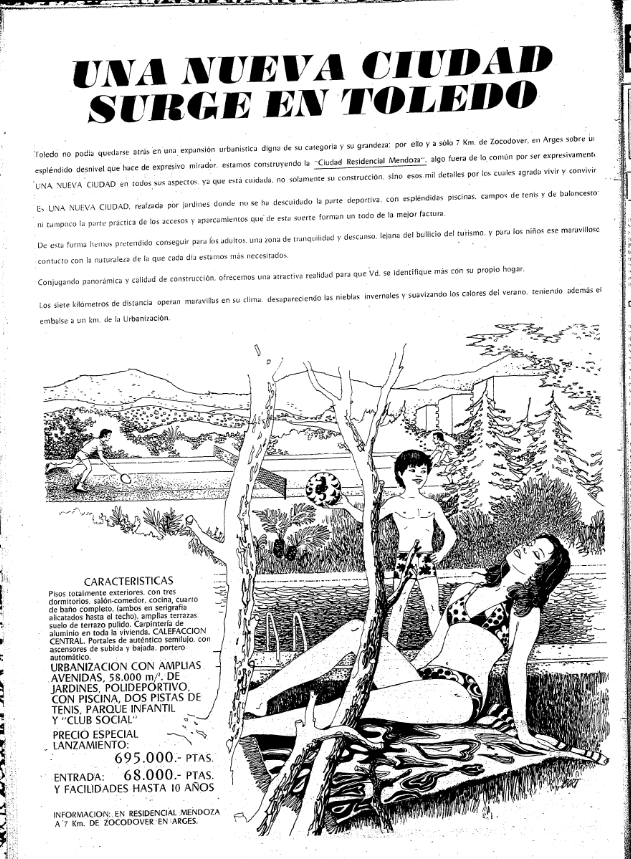 UNA NUEVA CIUDAD
SURGE EN TOLEDO
Toledo no podía quedarse atrás en una expansión urbanística digna de su categoría y su grandeza: por ello y a sólo 7 Km. de Zocodover, en Arges sobre un
espléndido desnivel que hace de expresivo mirador, estamos construyendo la "Ciudad Residencial Mendoza", algo fuera de lo común por ser expresivamente
UNA NUEVA CIUDAD en todos sus aspectos, ya que está cuidada, no solamente su construcción, sino esos mil detalles por los cuales agrada vivir y convivir
Es UNA NUEVA CIUDAD, realzada por jardines donde no se ha descuidado la parte deportiva, con espléndidas piscinas, campos de tenis y de baloncesto:
ni tampoco la parte práctica de los accesos y aparcamientos que de esta suerte forman un todo de la mejor factura.
De esta forma hemos pretendido conseguir para los adultos, una zona de tranquilidad y descanso, lejana del bullicio del turismo, y para los niños ese maravilloso
contacto con la naturaleza de la que cada día estamos más necesitados.
Conjugando panorámica y calidad de construcción, ofrecemos una atractiva realidad para que Vd. se identifique más con su propio hogar.
Los siete kilómetros de distancia operan maravillas en su clima, desapareciendo las nieblas invernales y suavizando los calores del verano, teniendo además el
embalse a un km. de la Urbanización.
CARACTERISTICAS
Pisos totalmente exteriores, con tres
dormitorios, salón-comedor, cocina, cuarto
de baño completo, (ambos en serigrafía
alicatados hasta el techo), amplias terrazas,
suelo de terrazo pulido. Carpintería de
aluminio en toda la vivienda. CALEFACCION
CENTRAL. Portales de auténtico semilujo, con
ascensores de subida y bajada, portero
automático.
URBANIZACION CON AMPLIAS
AVENIDAS, 58.000 m/². DE
JARDINES, POLIDEPORTIVO,
CON PISCINA, DOS PISTAS DE
TENIS, PARQUE INFANTIL
Y "CLUB SOCIAL"
PRECIO ESPECIAL
LANZAMIENTO:
695.000.- PTAS.
ENTRADA: 68.000.- PTAS.
Y FACILIDADES HASTA 10 AÑOS
INFORMACION: EN RESIDENCIAL MENDOZA
A 7 Km. DE ZOCODOVER EN ARGES.